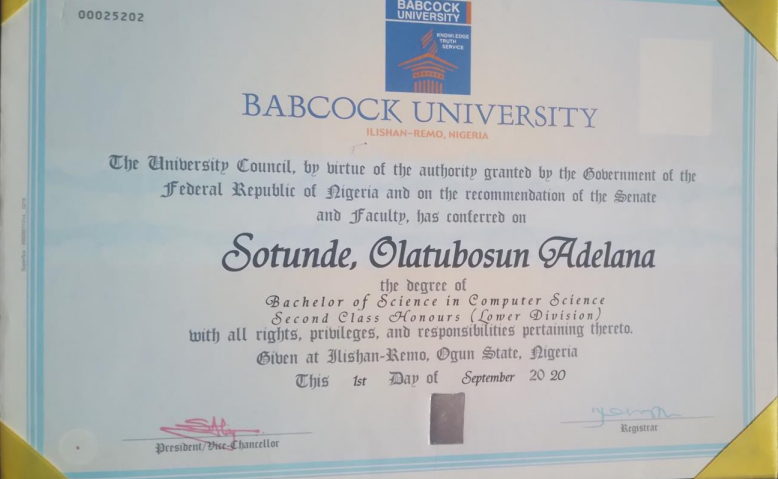 00025202
BABCOCK
UNIVERSITY
KNOWLEDGE
TRUTH
SERVICE
BABCOCK UNIVERSITY
ILISHAN-REMO, NIGERIA
The University Council, by virtue of the authority granted by the Government of the
Federal Republic of Nigeria and on the recommendation of the Senate
and Faculty, has conferred on
Sotunde, Olatubosun Adelana
the degree of
Bachelor of Science in Computer Science
Second Class Honours (Lower Division)
with all rights, privileges, and responsibilities pertaining thereto.
Given at Ilishan-Remo, Ogun State, Nigeria
This 1st Day of September 20 20
President/Vice-Chancellor
Registrar